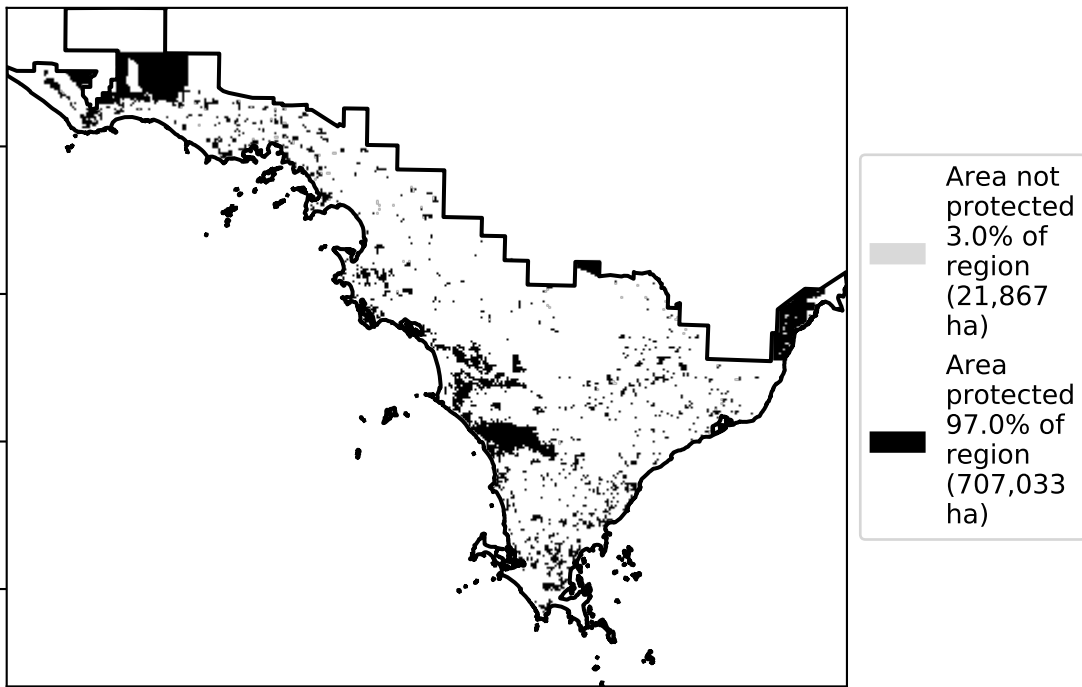 Area not
protected
3.0% of
region
(21,867
ha)
Area
protected
97.0% of
region
(707,033
ha)